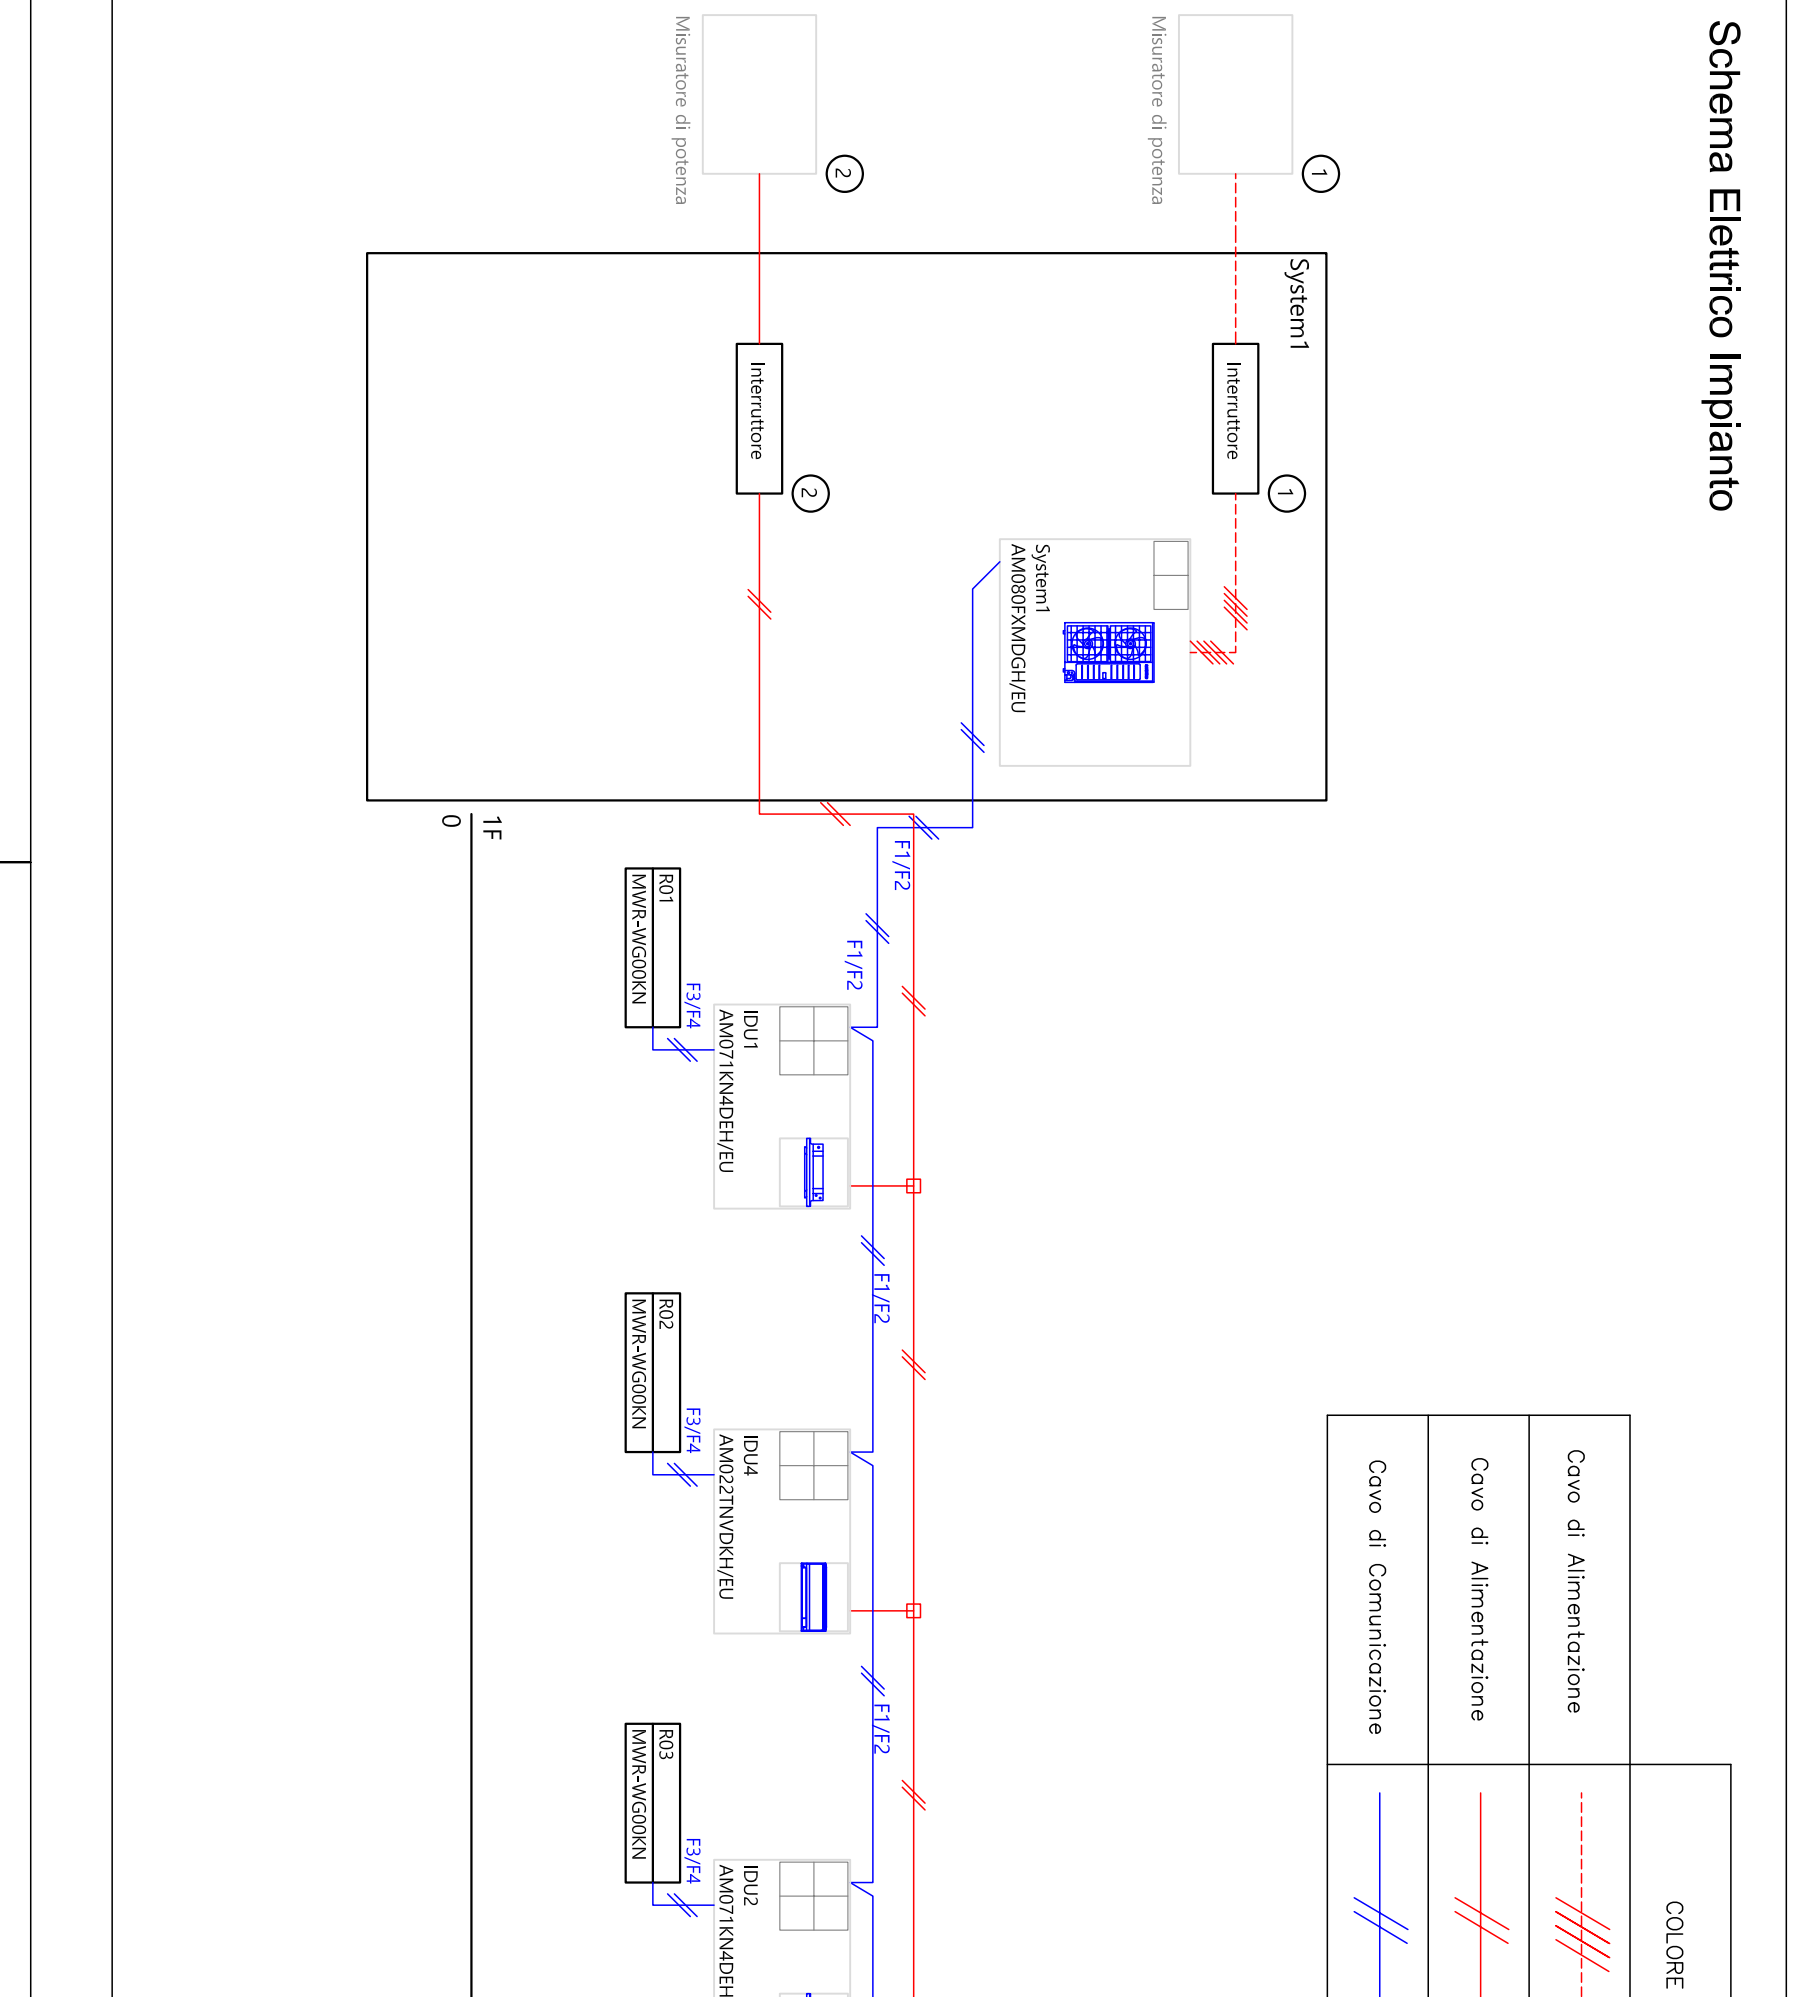 Schema Elettrico Impianto
1
Misuratore di potenza
2
Misuratore di potenza
System1
Interruttore
1
Interruttore
2
System1
AM080FXMDGH/EU
1F
0
F1/F2
F1/F2
R01
MWR-WG00KN
F3/F4
IDU1
AM071KN4DEH/EU
F1/F2
R02
MWR-WG00KN
F3/F4
IDU4
AM022TNVDKH/EU
F1/F2
R03
MWR-WG00KN
F3/F4
IDU2
AM071KN4DEH
COLORE
Cavo di Alimentazione
Cavo di Alimentazione
Cavo di Comunicazione